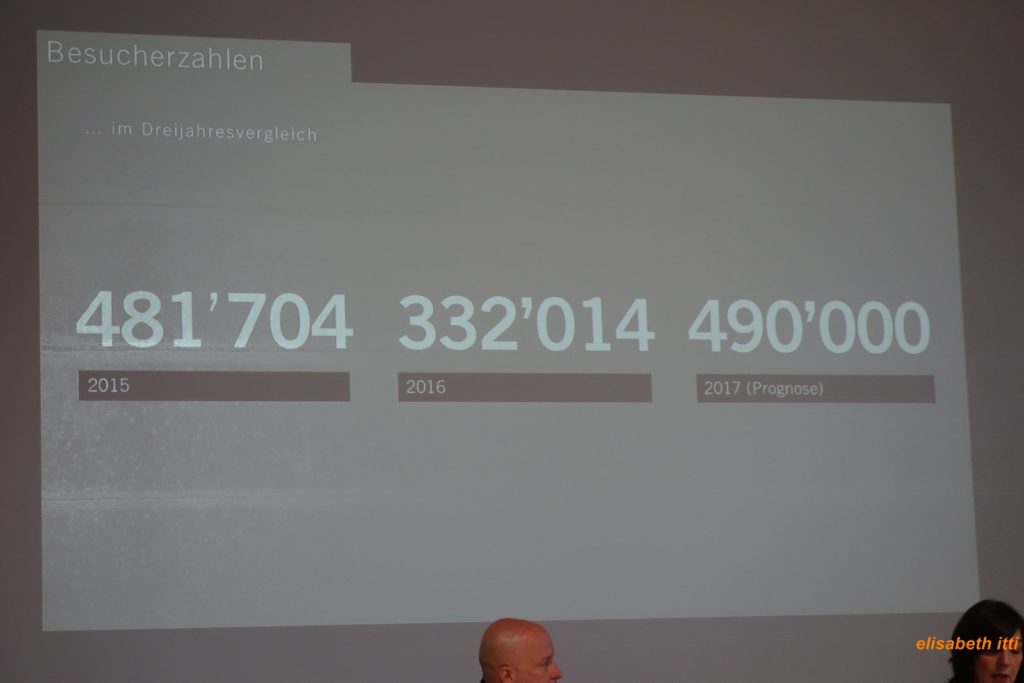 Besucherzahlen
... im Dreijahresvergleich
481’704 332’014 490’000
2015 2016 2017 (Prognose)
elisabeth itti